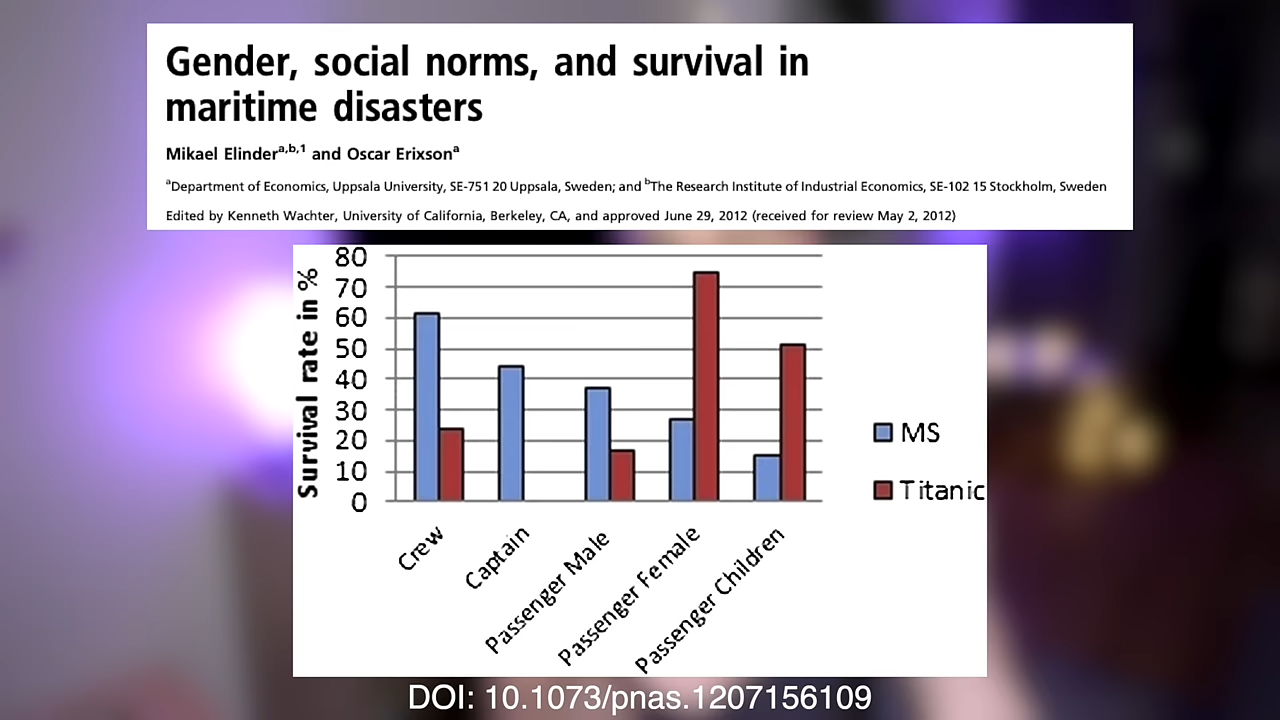 Gender, social norms, and survival in
maritime disasters
Mikael Elinder^a,b,1 and Oscar Erixson^a
^aDepartment of Economics, Uppsala University, SE-751 20 Uppsala, Sweden; and ^bThe Research Institute of Industrial Economics, SE-102 15 Stockholm, Sweden
Edited by Kenneth Wachter, University of California, Berkeley, CA, and approved June 29, 2012 (received for review May 2, 2012)
Survival rate in %
80
70
60
50
40
30
20
10
0
Crew
Captain
Passenger Male
Passenger Female
Passenger Children
MS
Titanic
DOI: 10.1073/pnas.1207156109